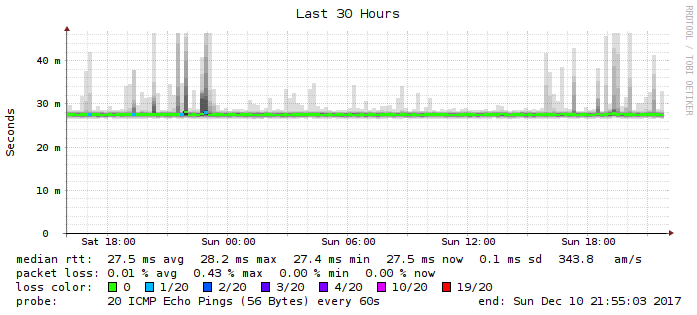 Last 30 Hours
RRDTOOL / TOBI OETIKER
Seconds
40 m
30 m
20 m
10 m
0
Sat 18:00 Sun 00:00 Sun 06:00 Sun 12:00 Sun 18:00
median rtt: 27.5 ms avg 28.2 ms max 27.4 ms min 27.5 ms now 0.1 ms sd 343.8 am/s
packet loss: 0.01 % avg 0.43 % max 0.00 % min 0.00 % now
loss color: 0 1/20 2/20 3/20 4/20 10/20 19/20
probe: 20 ICMP Echo Pings (56 Bytes) every 60s end: Sun Dec 10 21:55:03 2017